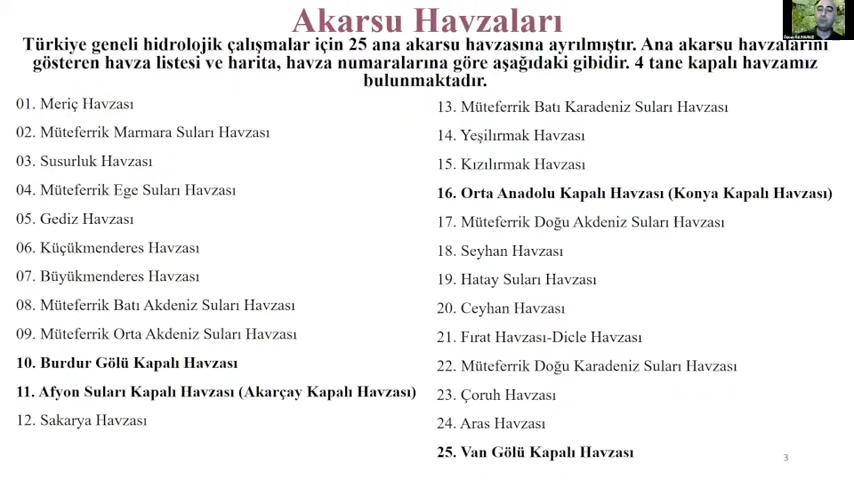 Akarsu Havzaları
Türkiye geneli hidrolojik çalışmalar için 25 ana akarsu havzasına ayrılmıştır. Ana akarsu havzalarını
gösteren havza listesi ve harita, havza numaralarına göre aşağıdaki gibidir. 4 tane kapalı havzamız
bulunmaktadır.
01. Meriç Havzası
02. Müteferrik Marmara Suları Havzası
03. Susurluk Havzası
04. Müteferrik Ege Suları Havzası
05. Gediz Havzası
06. Küçükmenderes Havzası
07. Büyükmenderes Havzası
08. Müteferrik Batı Akdeniz Suları Havzası
09. Müteferrik Orta Akdeniz Suları Havzası
10. Burdur Gölü Kapalı Havzası
11. Afyon Suları Kapalı Havzası (Akarçay Kapalı Havzası)
12. Sakarya Havzası
13. Müteferrik Batı Karadeniz Suları Havzası
14. Yeşilırmak Havzası
15. Kızılırmak Havzası
16. Orta Anadolu Kapalı Havzası (Konya Kapalı Havzası)
17. Müteferrik Doğu Akdeniz Suları Havzası
18. Seyhan Havzası
19. Hatay Suları Havzası
20. Ceyhan Havzası
21. Fırat Havzası-Dicle Havzası
22. Müteferrik Doğu Karadeniz Suları Havzası
23. Çoruh Havzası
24. Aras Havzası
25. Van Gölü Kapalı Havzası
3